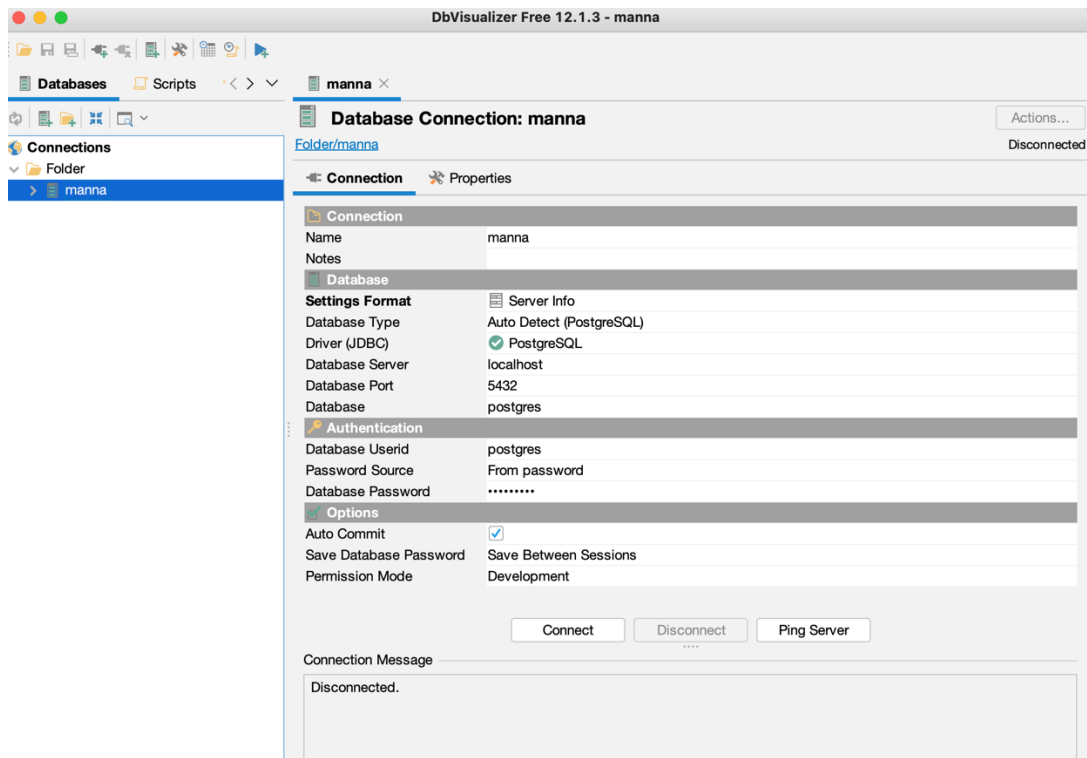 DbVisualizer Free 12.1.3 - manna
Databases
Scripts
manna
Connections
Folder
manna
Database Connection: manna
Actions...
Folder/manna
Disconnected
Connection
Properties
Connection
Name manna
Notes
Database
Settings Format Server Info
Database Type Auto Detect (PostgreSQL)
Driver (JDBC) PostgreSQL
Database Server localhost
Database Port 5432
Database postgres
Authentication
Database Userid postgres
Password Source From password
Database Password •••••••••
Options
Auto Commit
Save Database Password Save Between Sessions
Permission Mode Development
Connect Disconnect Ping Server
Connection Message
Disconnected.